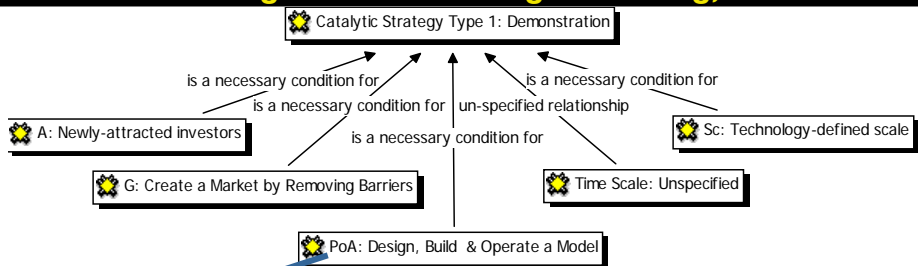 Catalytic Strategy Type 1: Demonstration
is a necessary condition for
is a necessary condition for
is a necessary condition for un-specified relationship
A: Newly-attracted investors
Sc: Technology-defined scale
is a necessary condition for
G: Create a Market by Removing Barriers
Time Scale: Unspecified
PoA: Design, Build & Operate a Model